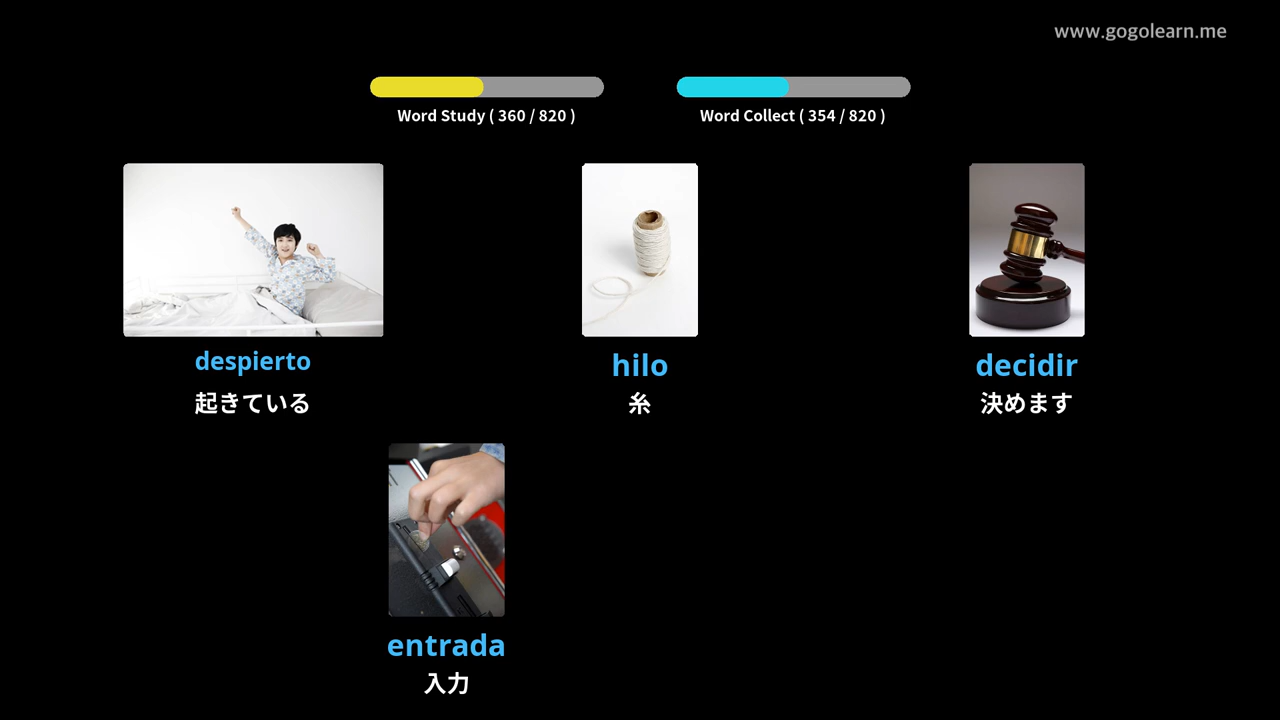 www.gogolearn.me
Word Study ( 360 / 820 )
Word Collect ( 354 / 820 )
despierto
起きている
hilo
糸
decidir
決めます
entrada
入力